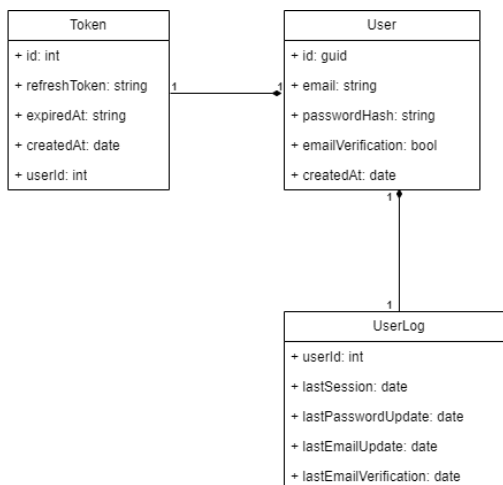 Token
+ id: int
+ refreshToken: string
+ expiredAt: string
+ createdAt: date
+ userId: int
1
1
User
+ id: guid
+ email: string
+ passwordHash: string
+ emailVerification: bool
+ createdAt: date
1
1
UserLog
+ userId: int
+ lastSession: date
+ lastPasswordUpdate: date
+ lastEmailUpdate: date
+ lastEmailVerification: date